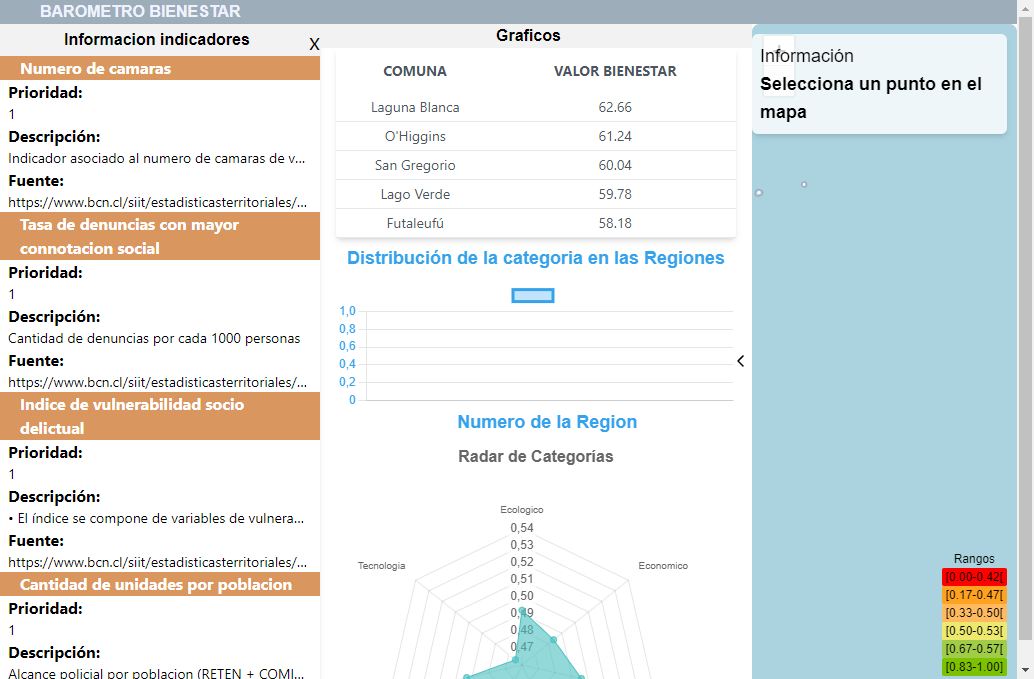 BAROMETRO BIENESTAR
Informacion indicadores
X
Numero de camaras
Prioridad:
1
Descripción:
Indicador asociado al numero de camaras de v...
Fuente:
https://www.bcn.cl/siit/estadisticasterritoriales/...
Tasa de denuncias con mayor
connotacion social
Prioridad:
1
Descripción:
Cantidad de denuncias por cada 1000 personas
Fuente:
https://www.bcn.cl/siit/estadisticasterritoriales/...
Indice de vulnerabilidad socio
delictual
Prioridad:
1
Descripción:
• El índice se compone de variables de vulnera...
Fuente:
https://www.bcn.cl/siit/estadisticasterritoriales/...
Cantidad de unidades por poblacion
Prioridad:
1
Descripción:
Alcance policial por poblacion (RETEN + COMI...
Graficos
COMUNA VALOR BIENESTAR
Laguna Blanca 62.66
O'Higgins 61.24
San Gregorio 60.04
Lago Verde 59.78
Futaleufú 58.18
Distribución de la categoria en las Regiones
1,0
0,8
0,6
0,4
0,2
0
Numero de la Region
Radar de Categorías
Ecologico
Tecnologia
Economico
0,54
0,53
0,52
0,51
0,50
0,49
0,48
0,47
Información
Selecciona un punto en el
mapa
Rangos
[0.00-0.42[
[0.17-0.47[
[0.33-0.50[
[0.50-0.53[
[0.67-0.57[
[0.83-1.00]